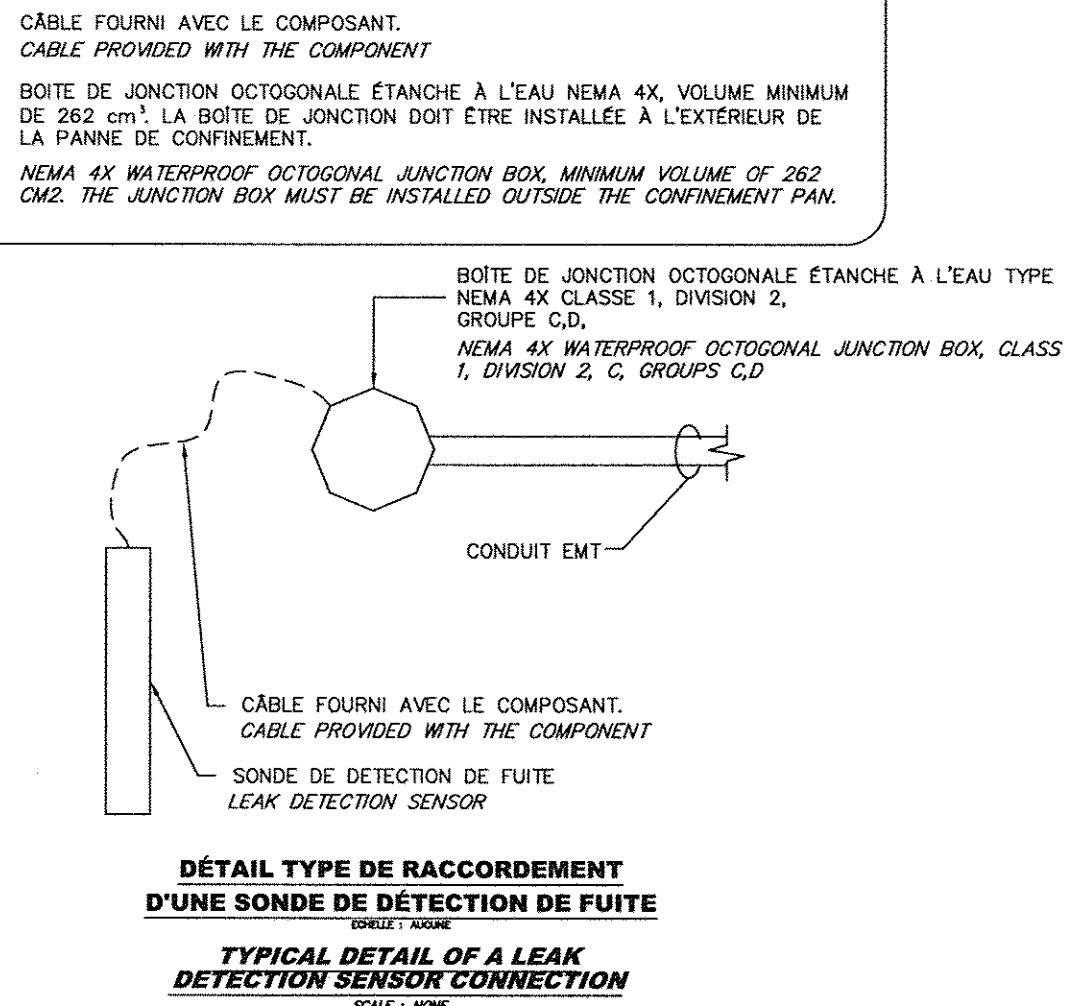 CÂBLE FOURNI AVEC LE COMPOSANT.
CABLE PROVIDED WITH THE COMPONENT
BOITE DE JONCTION OCTOGONALE ÉTANCHE À L'EAU NEMA 4X, VOLUME MINIMUM
DE 262 cm³. LA BOÎTE DE JONCTION DOIT ÊTRE INSTALLÉE À L'EXTÉRIEUR DE
LA PANNE DE CONFINEMENT.
NEMA 4X WATERPROOF OCTOGONAL JUNCTION BOX, MINIMUM VOLUME OF 262
CM2. THE JUNCTION BOX MUST BE INSTALLED OUTSIDE THE CONFINEMENT PAN.
BOÎTE DE JONCTION OCTOGONALE ÉTANCHE À L'EAU TYPE
NEMA 4X CLASSE 1, DIVISION 2,
GROUPE C,D,
NEMA 4X WATERPROOF OCTOGONAL JUNCTION BOX, CLASS
1, DIVISION 2, C, GROUPS C,D
CONDUIT EMT
CÂBLE FOURNI AVEC LE COMPOSANT.
CABLE PROVIDED WITH THE COMPONENT
SONDE DE DETECTION DE FUITE
LEAK DETECTION SENSOR
DÉTAIL TYPE DE RACCORDEMENT
D'UNE SONDE DE DÉTECTION DE FUITE
ECHELLE : AUCUNE
TYPICAL DETAIL OF A LEAK
DETECTION SENSOR CONNECTION
SCALE : NONE